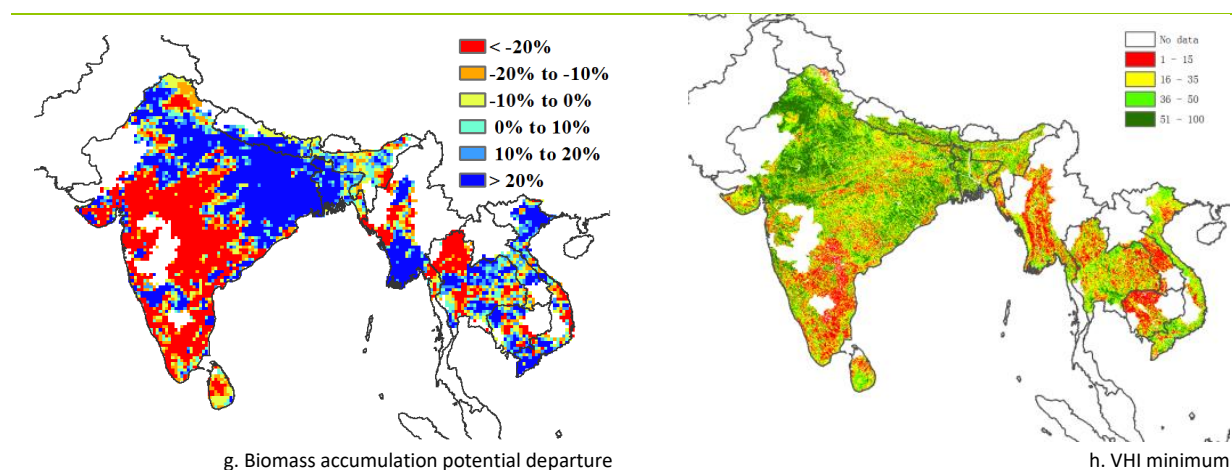 < -20%
-20% to -10%
-10% to 0%
0% to 10%
10% to 20%
> 20%
No data
1 - 15
16 - 35
36 - 50
51 - 100
g. Biomass accumulation potential departure
h. VHI minimum